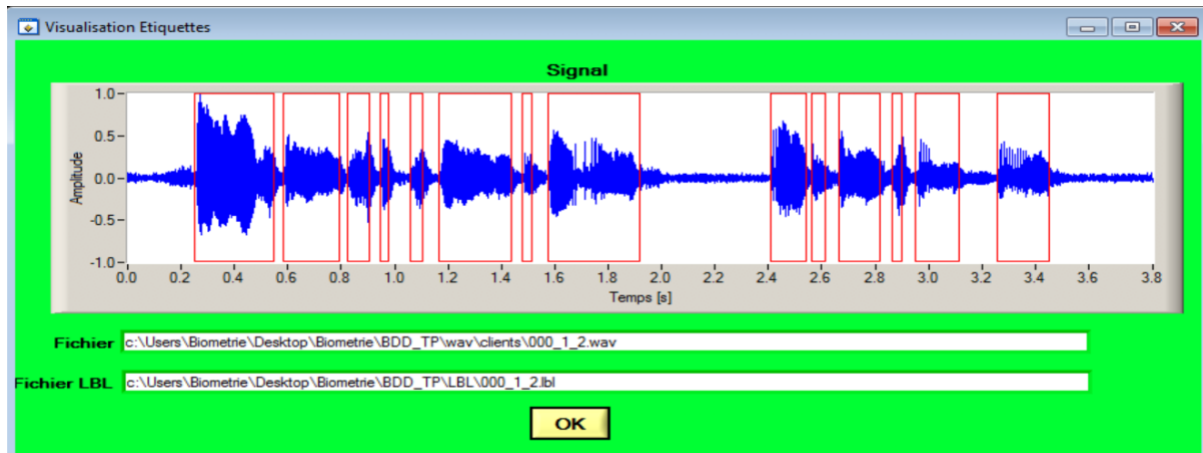 Visualisation Etiquettes
Signal
Amplitude
1.0
0.5
0.0
-0.5
-1.0
0.0 0.2 0.4 0.6 0.8 1.0 1.2 1.4 1.6 1.8 2.0 2.2 2.4 2.6 2.8 3.0 3.2 3.4 3.6 3.8
Temps [s]
Fichier c:\Users\Biometrie\Desktop\Biometrie\BDD_TP\wav\clients\000_1_2.wav
Fichier LBL c:\Users\Biometrie\Desktop\Biometrie\BDD_TP\LBL\000_1_2.lbl
OK